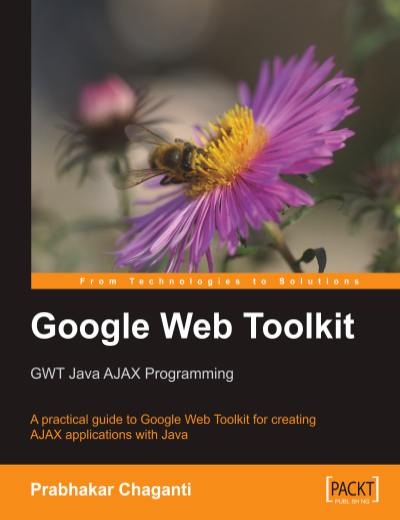 From Technologies to Solutions
Google Web Toolkit
GWT Java AJAX Programming
A practical guide to Google Web Toolkit for creating
AJAX applications with Java
Prabhakar Chaganti
PACKT
PUBLISHING